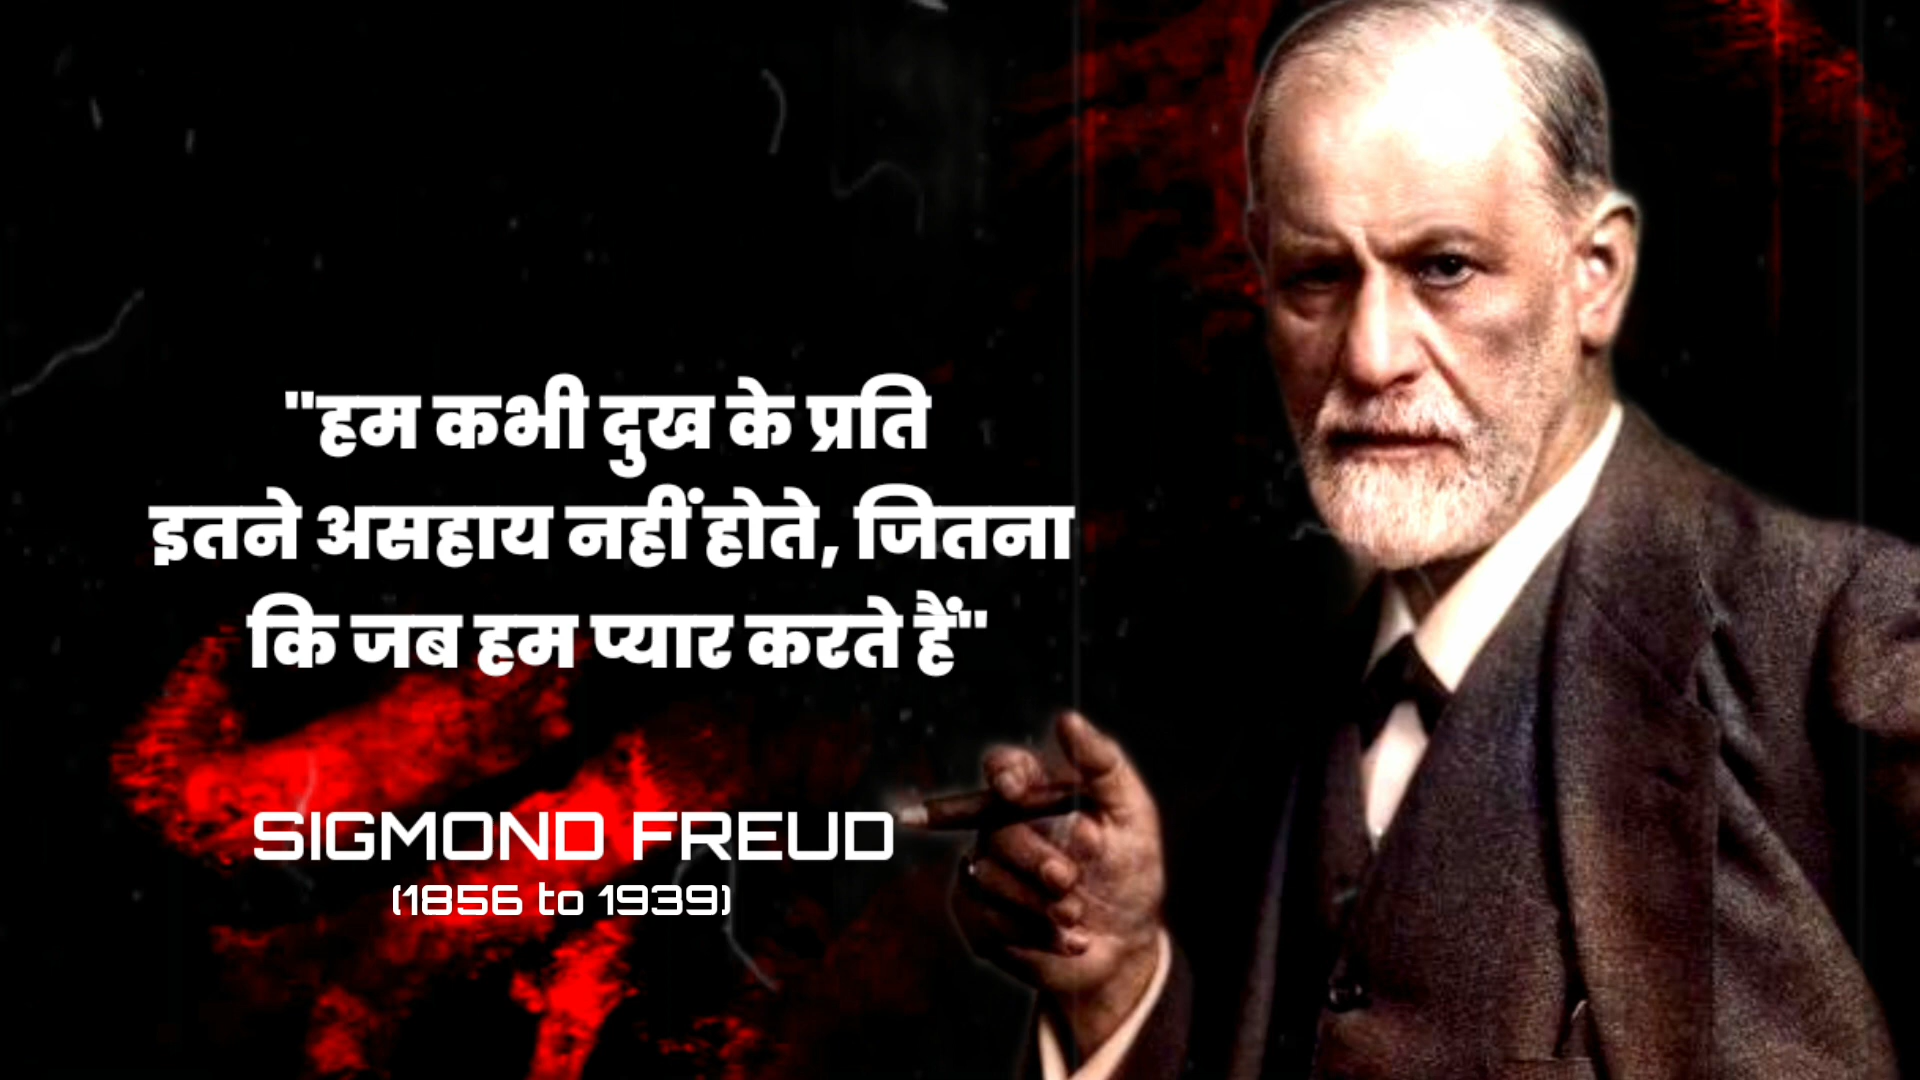 "हम कभी दुख के प्रति
इतने असहाय नहीं होते, जितना
कि जब हम प्यार करते हैं"
SIGMOND FREUD
(1856 to 1939)